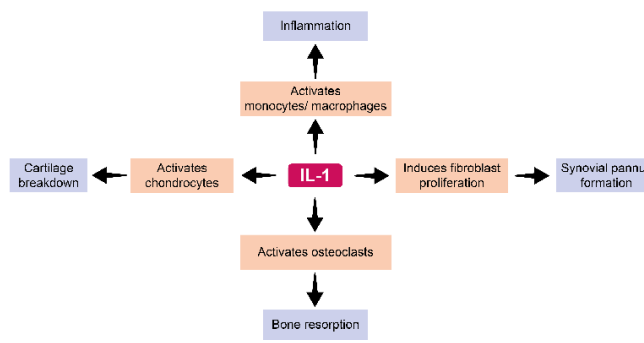 Inflammation
Activates
monocytes/ macrophages
Cartilage
breakdown
Activates
chondrocytes
IL-1
Induces fibroblast
proliferation
Synovial pannu
formation
Activates osteoclasts
Bone resorption